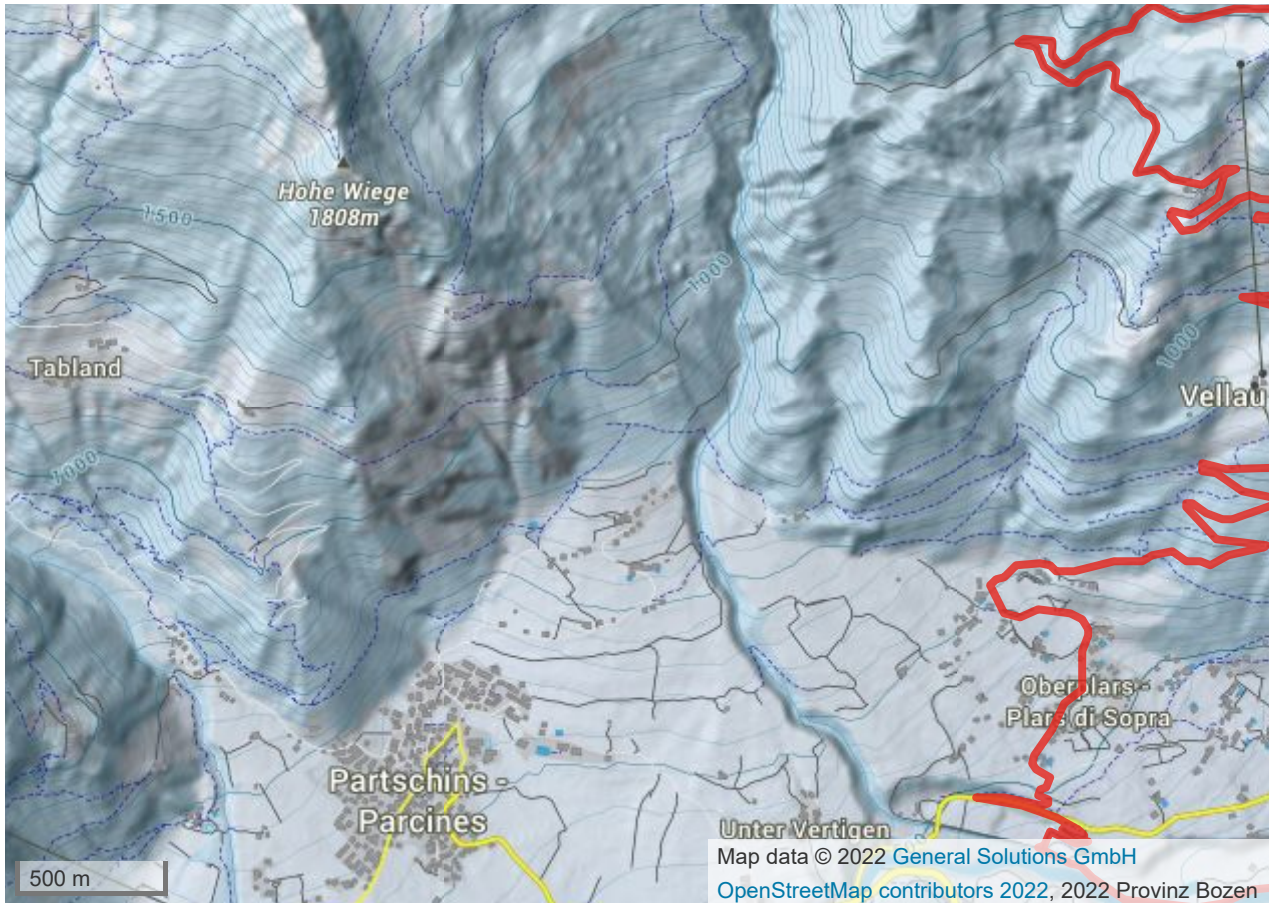 Hohe Wiege
1808m
1500
1000
Tabland
1000
Vellau
1000
Oberplars -
Plars di Sopra
Partschins -
Parcines
Unter Vertigen
Map data © 2022 General Solutions GmbH
500 m
OpenStreetMap contributors 2022, 2022 Provinz Bozen